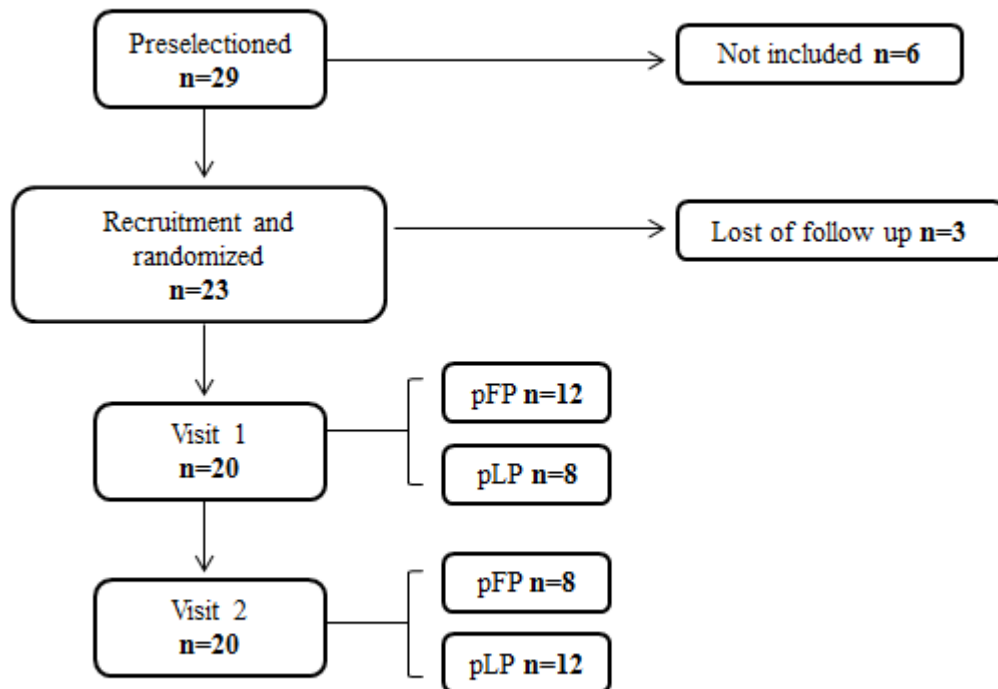 Preselectioned
n=29
Not included n=6
Recruitment and
randomized
n=23
Lost of follow up n=3
Visit 1
n=20
pFP n=12
pLP n=8
Visit 2
n=20
pFP n=8
pLP n=12